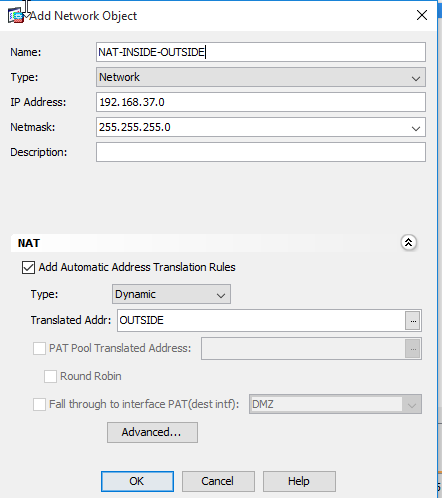 Add Network Object
Name: NAT-INSIDE-OUTSIDE
Type: Network
IP Address: 192.168.37.0
Netmask: 255.255.255.0
Description:
NAT
Add Automatic Address Translation Rules
Type: Dynamic
Translated Addr: OUTSIDE ...
PAT Pool Translated Address: ...
Round Robin
Fall through to interface PAT(dest intf): DMZ
Advanced...
OK Cancel Help